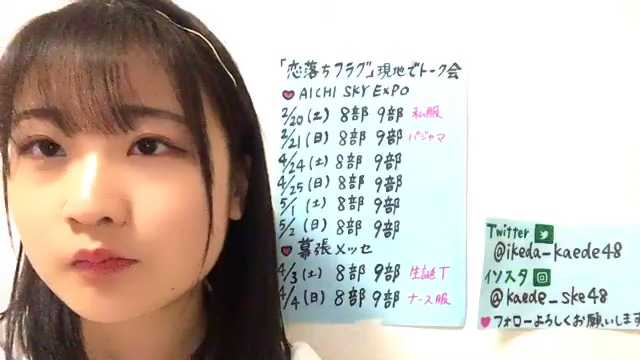 「恋落ちフラグ」現地でトーク会
AICHI SKY EXPO
2/20(土) 8部 9部 私服
2/21(日) 8部 9部 パジャマ
4/24(土) 8部 9部
4/25(日) 8部 9部
5/1(土) 8部 9部
5/2(日) 8部 9部
幕張メッセ
4/3(土) 8部 9部 生誕T
4/4(日) 8部 9部 ナース服
Twitter
@ikeda_kaede48
インスタ
@kaede_ske48
フォローよろしくお願いします